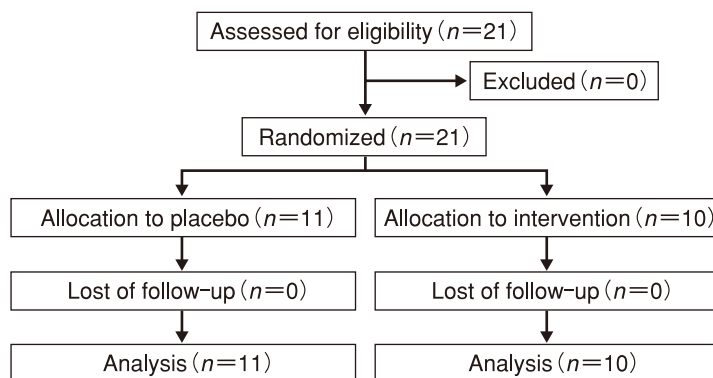 Assessed for eligibility (n=21)
Excluded (n=0)
Randomized (n=21)
Allocation to placebo (n=11)
Allocation to intervention (n=10)
Lost of follow-up (n=0)
Lost of follow-up (n=0)
Analysis (n=11)
Analysis (n=10)